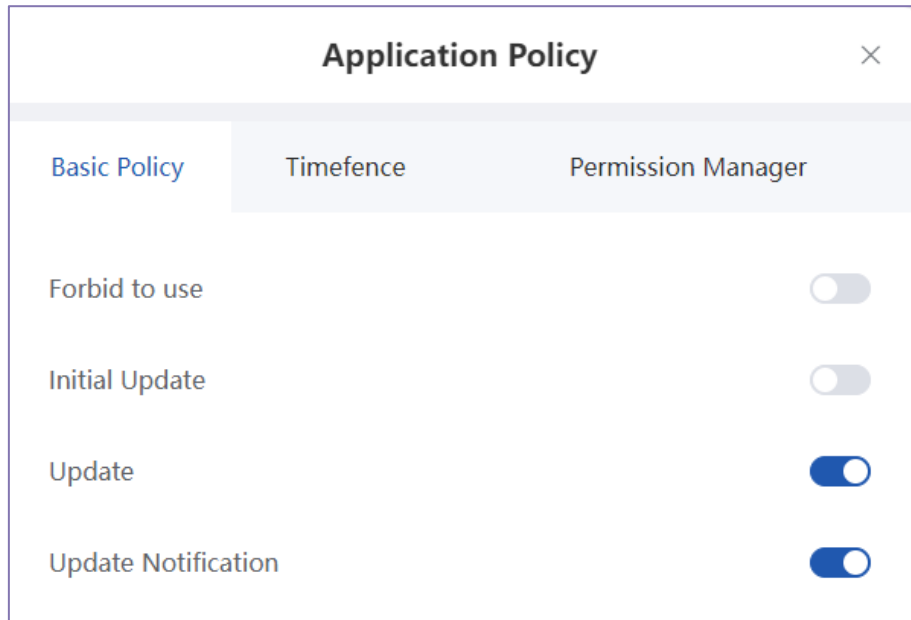 Application Policy
Basic Policy Timefence Permission Manager
Forbid to use
Initial Update
Update
Update Notification